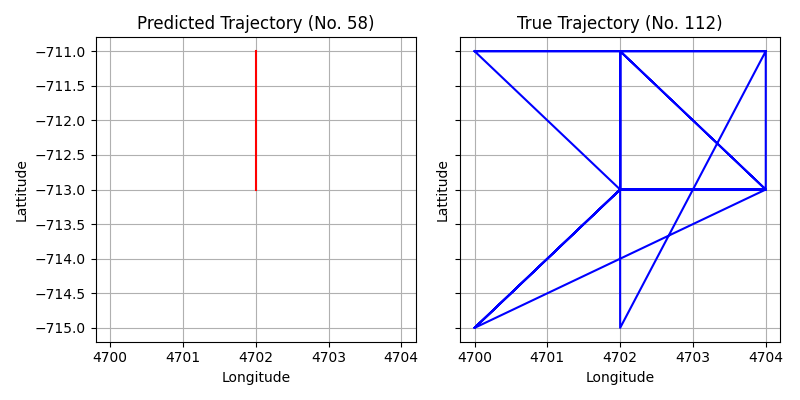 Predicted Trajectory (No. 58)
True Trajectory (No. 112)
Lattitude
−711.0
−711.5
−712.0
−712.5
−713.0
−713.5
−714.0
−714.5
−715.0
4700 4701 4702 4703 4704
Longitude
Lattitude
4700 4701 4702 4703 4704
Longitude